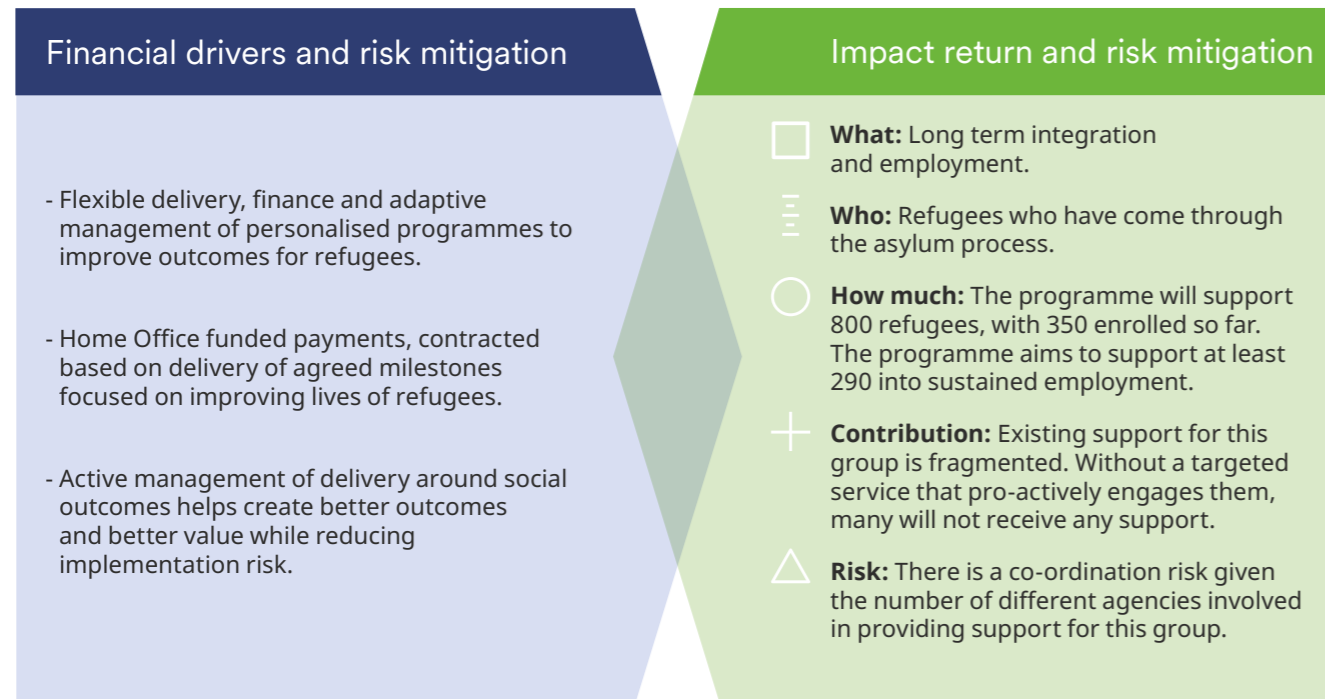 Financial drivers and risk mitigation
- Flexible delivery, finance and adaptive
management of personalised programmes to
improve outcomes for refugees.
- Home Office funded payments, contracted
based on delivery of agreed milestones
focused on improving lives of refugees.
- Active management of delivery around social
outcomes helps create better outcomes
and better value while reducing
implementation risk.
Impact return and risk mitigation
What: Long term integration
and employment.
Who: Refugees who have come through
the asylum process.
How much: The programme will support
800 refugees, with 350 enrolled so far.
The programme aims to support at least
290 into sustained employment.
Contribution: Existing support for this
group is fragmented. Without a targeted
service that pro-actively engages them,
many will not receive any support.
Risk: There is a co-ordination risk given
the number of different agencies involved
in providing support for this group.